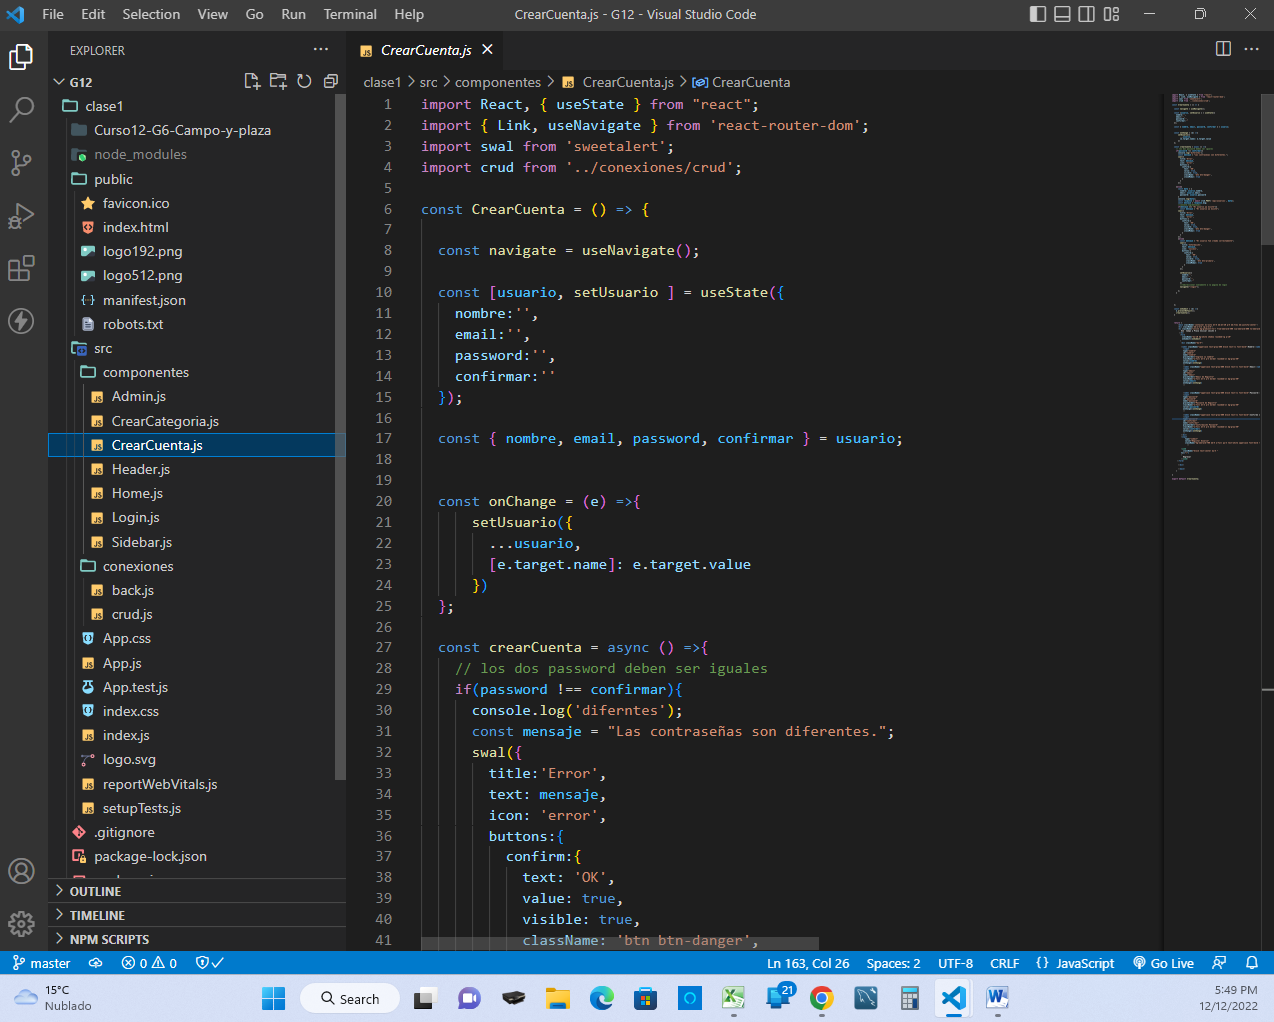 File Edit Selection View Go Run Terminal Help
CrearCuenta.js - G12 - Visual Studio Code
EXPLORER
G12
clase1
Curso12-G6-Campo-y-plaza
node_modules
public
favicon.ico
index.html
logo192.png
logo512.png
manifest.json
robots.txt
src
componentes
Admin.js
CrearCategoria.js
CrearCuenta.js
Header.js
Home.js
Login.js
Sidebar.js
conexiones
back.js
crud.js
App.css
App.js
App.test.js
index.css
index.js
logo.svg
reportWebVitals.js
setupTests.js
.gitignore
package-lock.json
OUTLINE
TIMELINE
NPM SCRIPTS
CrearCuenta.js
clase1 > src > componentes > CrearCuenta.js > CrearCuenta
1 import React, { useState } from "react";
2 import { Link, useNavigate } from 'react-router-dom';
3 import swal from 'sweetalert';
4 import crud from '../conexiones/crud';
5
6 const CrearCuenta = () => {
7
8 const navigate = useNavigate();
9
10 const [usuario, setUsuario ] = useState({
11 nombre:'',
12 email:'',
13 password:'',
14 confirmar:''
15 });
16
17 const { nombre, email, password, confirmar } = usuario;
18
19
20 const onChange = (e) =>{
21 setUsuario({
22 ...usuario,
23 [e.target.name]: e.target.value
24 })
25 };
26
27 const crearCuenta = async () =>{
28 // los dos password deben ser iguales
29 if(password !== confirmar){
30 console.log('diferntes');
31 const mensaje = "Las contraseñas son diferentes.";
32 swal({
33 title:'Error',
34 text: mensaje,
35 icon: 'error',
36 buttons:{
37 confirm:{
38 text: 'OK',
39 value: true,
40 visible: true,
41 className: 'btn btn-danger',
master 0 0 Ln 163, Col 26 Spaces: 2 UTF-8 CRLF {} JavaScript Go Live
15°C
Nublado
Search
21
5:49 PM
12/12/2022